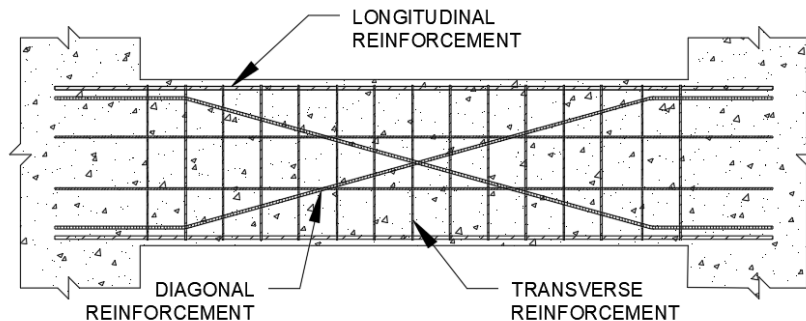 LONGITUDINAL
REINFORCEMENT
DIAGONAL
REINFORCEMENT
TRANSVERSE
REINFORCEMENT